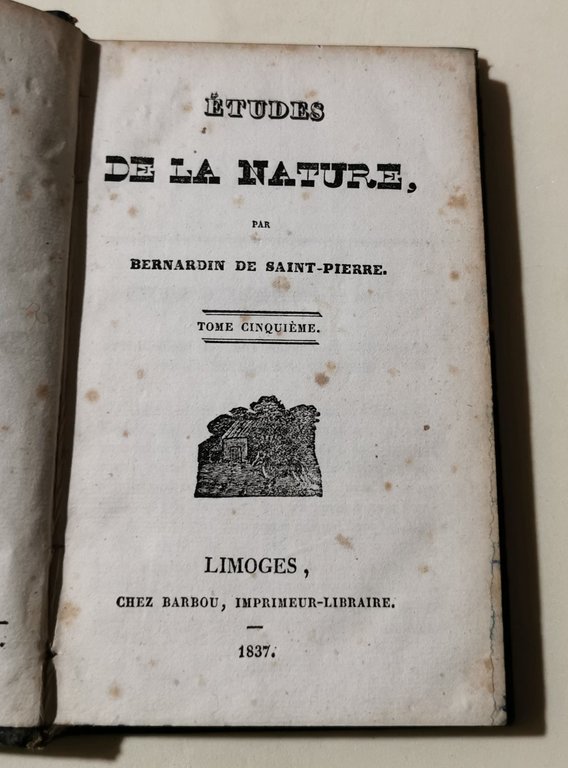 ÉTUDES
DE LA NATURE,
PAR
BERNARDIN DE SAINT-PIERRE.
TOME CINQUIÈME.
LIMOGES,
CHEZ BARBOU, IMPRIMEUR-LIBRAIRE.
1837.